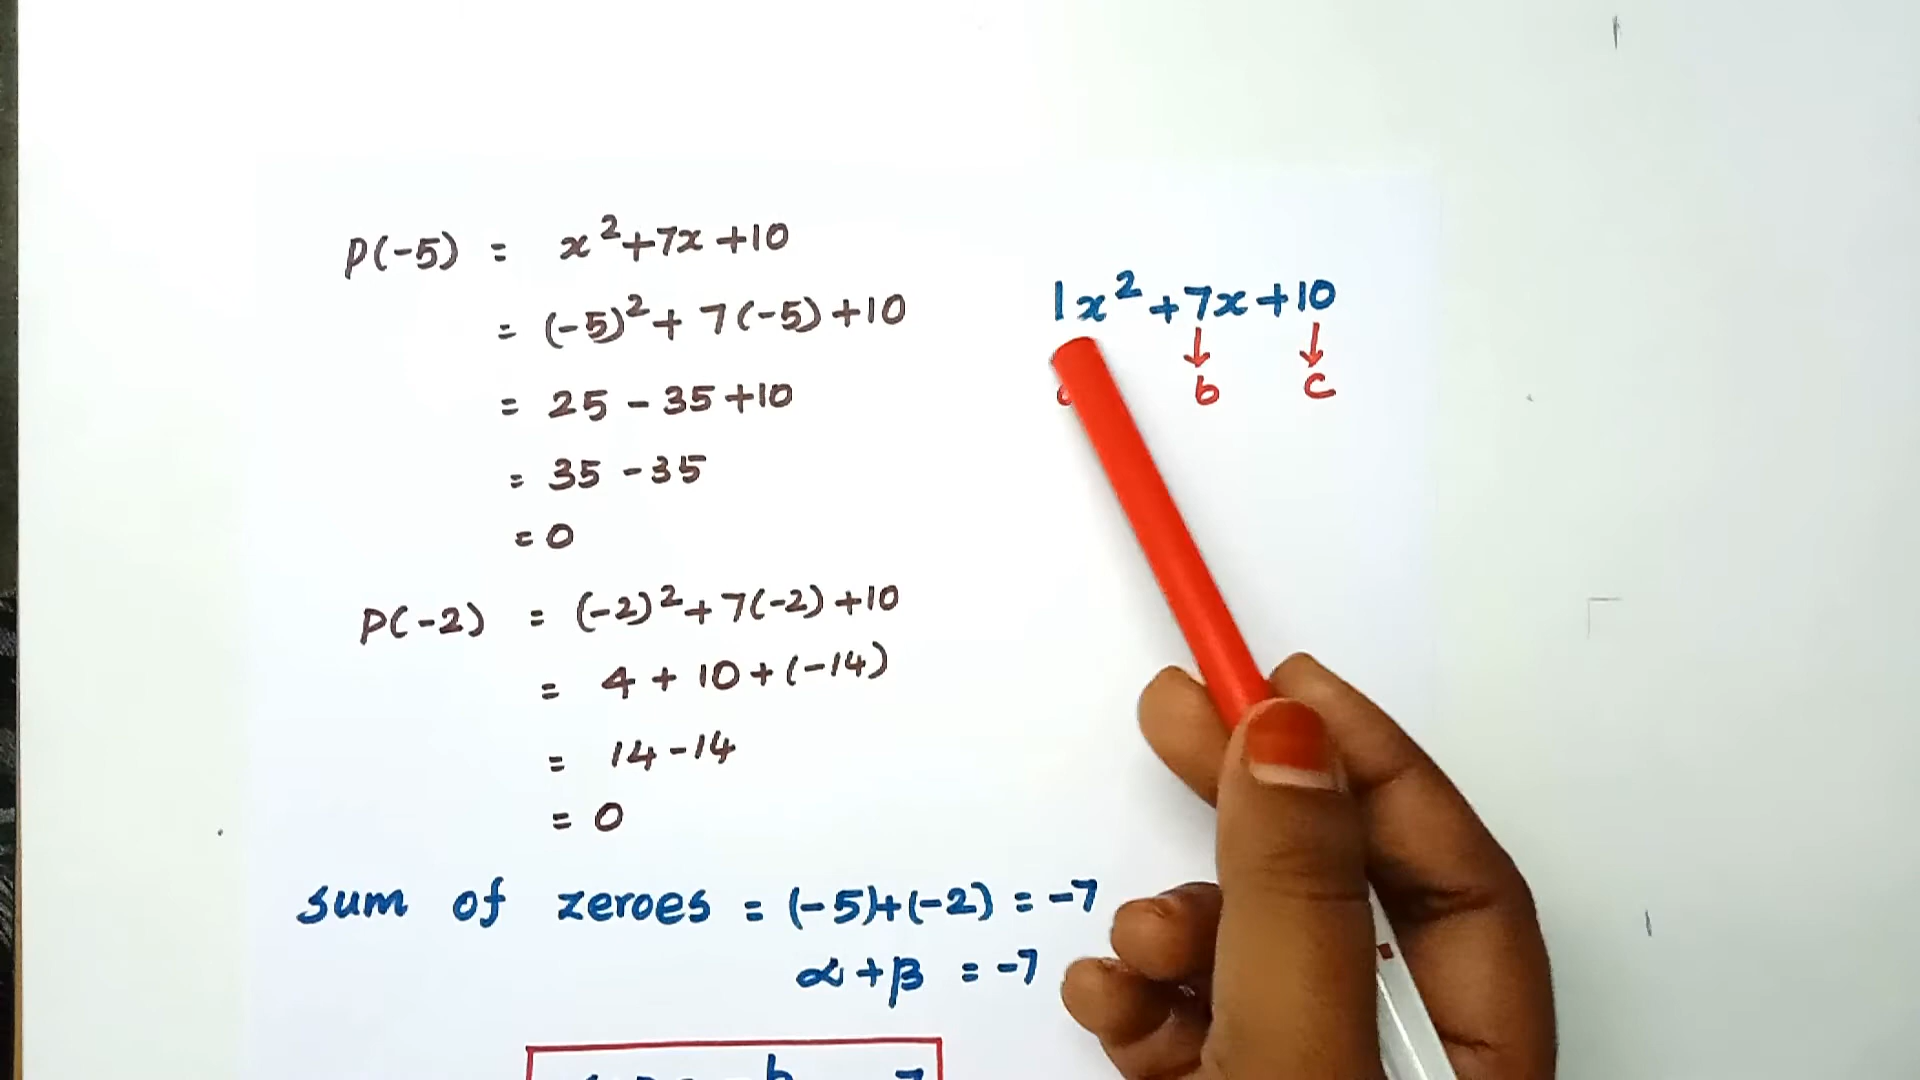 P(-5) = x²+7x+10
= (-5)²+ 7(-5)+10
= 25 - 35+10
= 35 -35
= 0
1x²+7x+10
↓ ↓
b c
P(-2) = (-2)²+7(-2)+10
= 4 + 10+(-14)
= 14-14
= 0
sum of zeroes = (-5)+(-2) = -7
α+β = -7